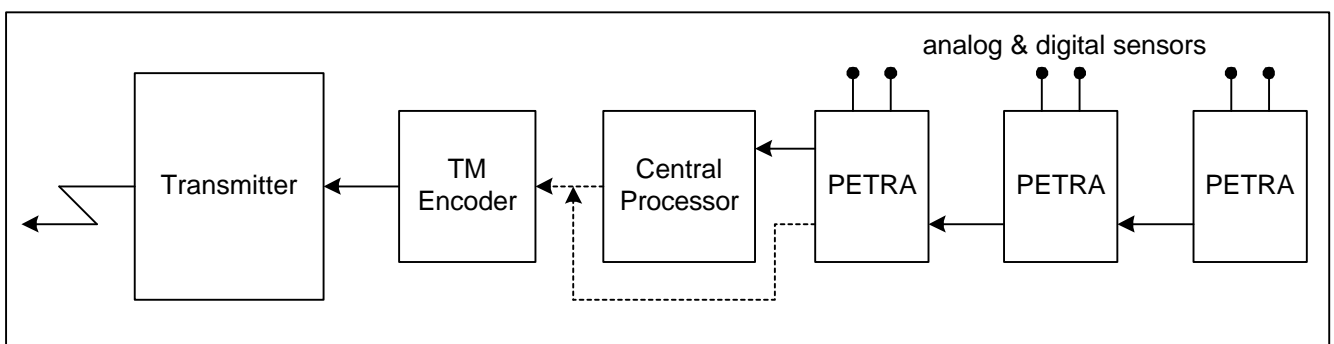 analog & digital sensors
Transmitter
TM
Encoder
Central
Processor
PETRA
PETRA
PETRA